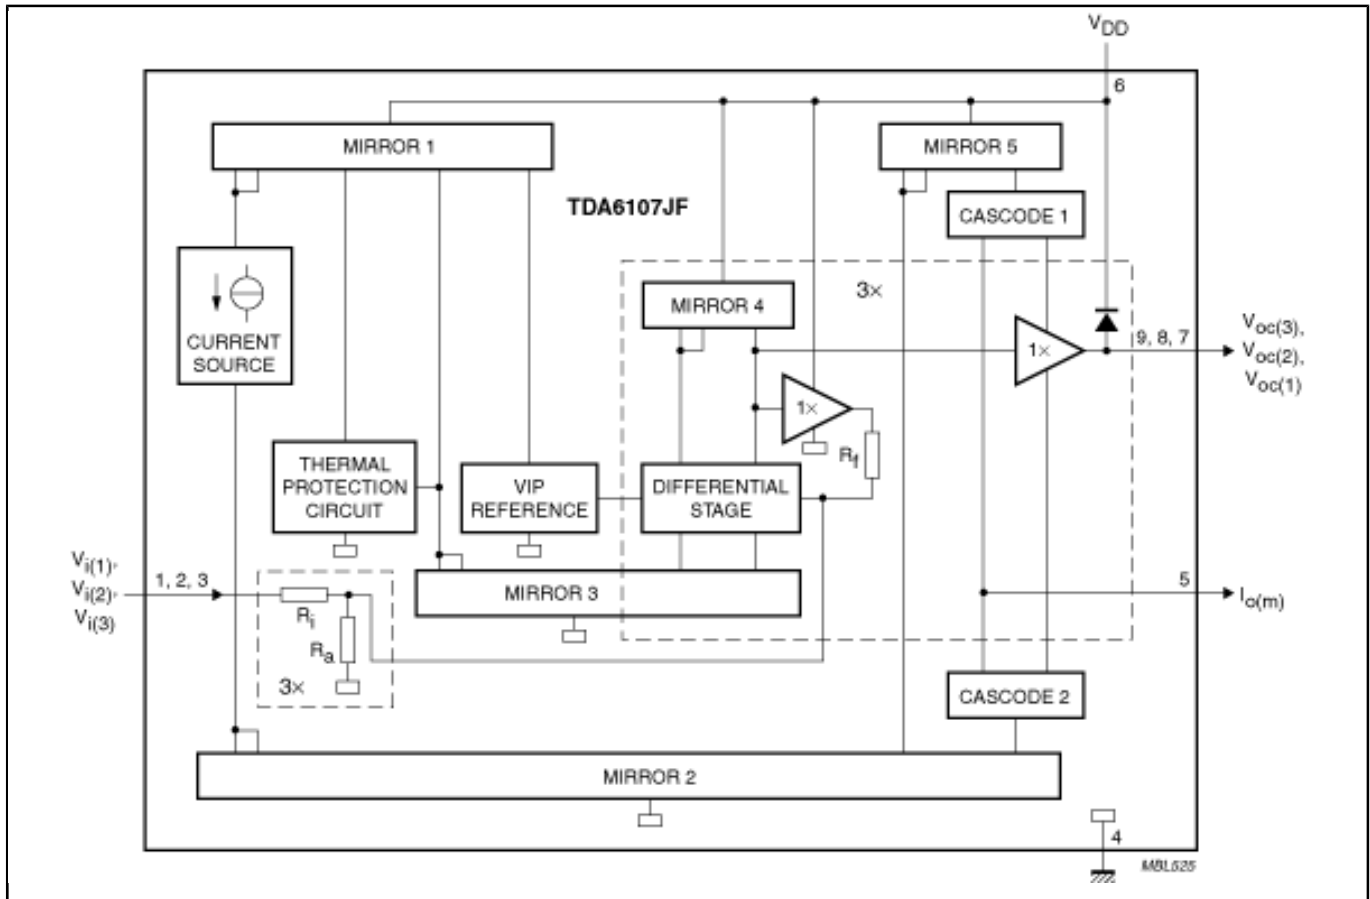 VDD
6
MIRROR 1
MIRROR 5
TDA6107JF
CASCODE 1
3×
MIRROR 4
CURRENT
SOURCE
1×
9, 8, 7
Voc(3),
Voc(2),
Voc(1)
1×
Rf
THERMAL
PROTECTION
CIRCUIT
VIP
REFERENCE
DIFFERENTIAL
STAGE
Vi(1),
Vi(2),
Vi(3)
1, 2, 3
Ri
Ra
3×
MIRROR 3
5
Io(m)
CASCODE 2
MIRROR 2
4
MBL525